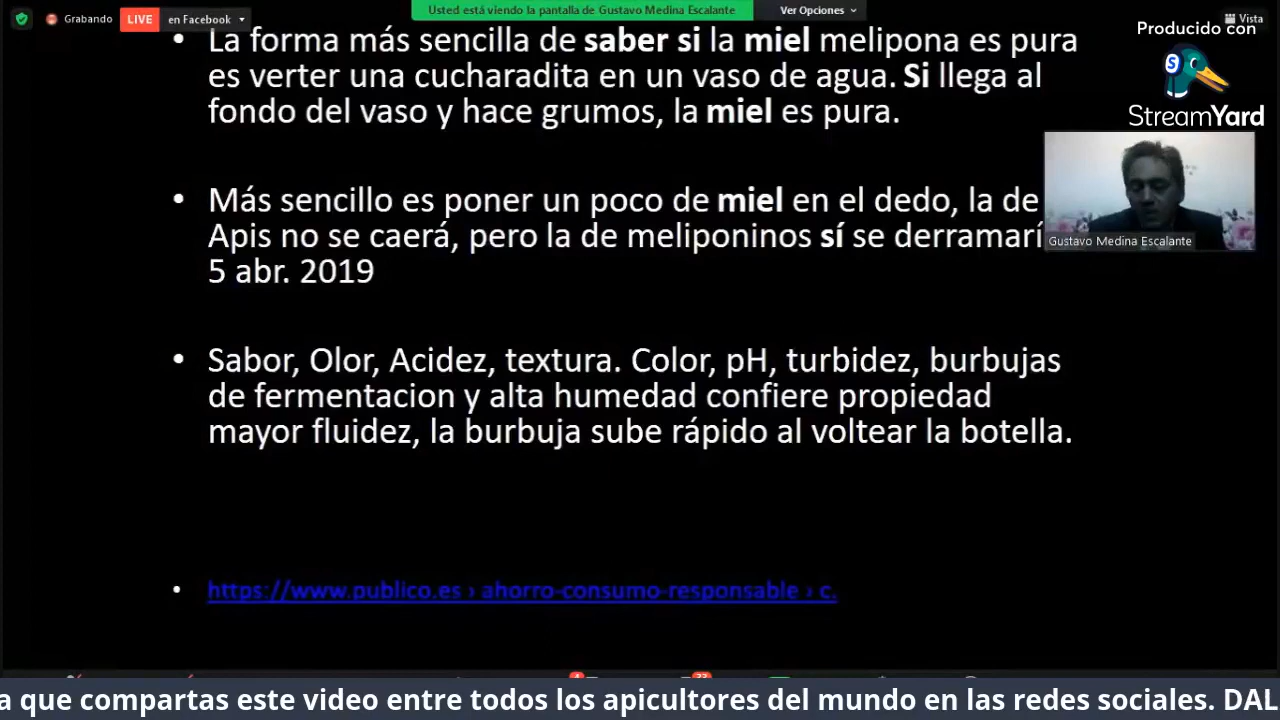 Grabando
LIVE
en Facebook
Usted está viendo la pantalla de Gustavo Medina Escalante
Ver Opciones
Vista
Producido con
StreamYard
Gustavo Medina Escalante
• La forma más sencilla de saber si la miel melipona es pura
es verter una cucharadita en un vaso de agua. Si llega al
fondo del vaso y hace grumos, la miel es pura.
• Más sencillo es poner un poco de miel en el dedo, la de
Apis no se caerá, pero la de meliponinos sí se derramarí
5 abr. 2019
• Sabor, Olor, Acidez, textura. Color, pH, turbidez, burbujas
de fermentacion y alta humedad confiere propiedad
mayor fluidez, la burbuja sube rápido al voltear la botella.
• https://www.publico.es › ahorro-consumo-responsable › c.
a que compartas este video entre todos los apicultores del mundo en las redes sociales. DAL